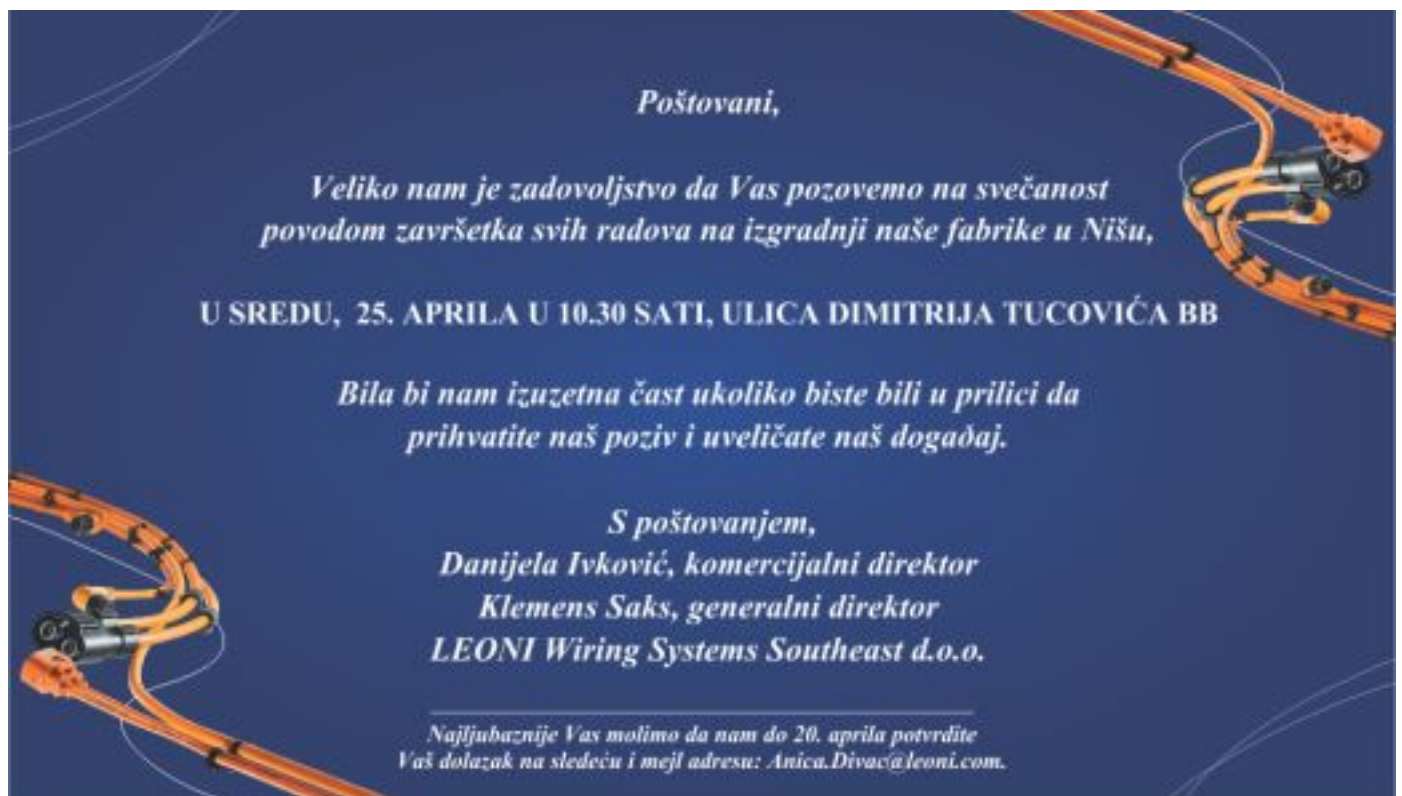 Poštovani,
Veliko nam je zadovoljstvo da Vas pozovemo na svečanost
povodom završetka svih radova na izgradnji naše fabrike u Nišu,
U SREDU, 25. APRILA U 10.30 SATI, ULICA DIMITRIJA TUCOVIĆA BB
Bila bi nam izuzetna čast ukoliko biste bili u prilici da
prihvatite naš poziv i uveličate naš događaj.
S poštovanjem,
Danijela Ivković, komercijalni direktor
Klemens Saks, generalni direktor
LEONI Wiring Systems Southeast d.o.o.
Najljubaznije Vas molimo da nam do 20. aprila potvrdite
Vaš dolazak na sledeću i mejl adresu: Anica.Divac@leoni.com.